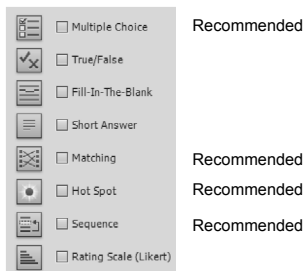 Multiple Choice Recommended
True/False
Fill-In-The-Blank
Short Answer
Matching Recommended
Hot Spot Recommended
Sequence Recommended
Rating Scale (Likert)